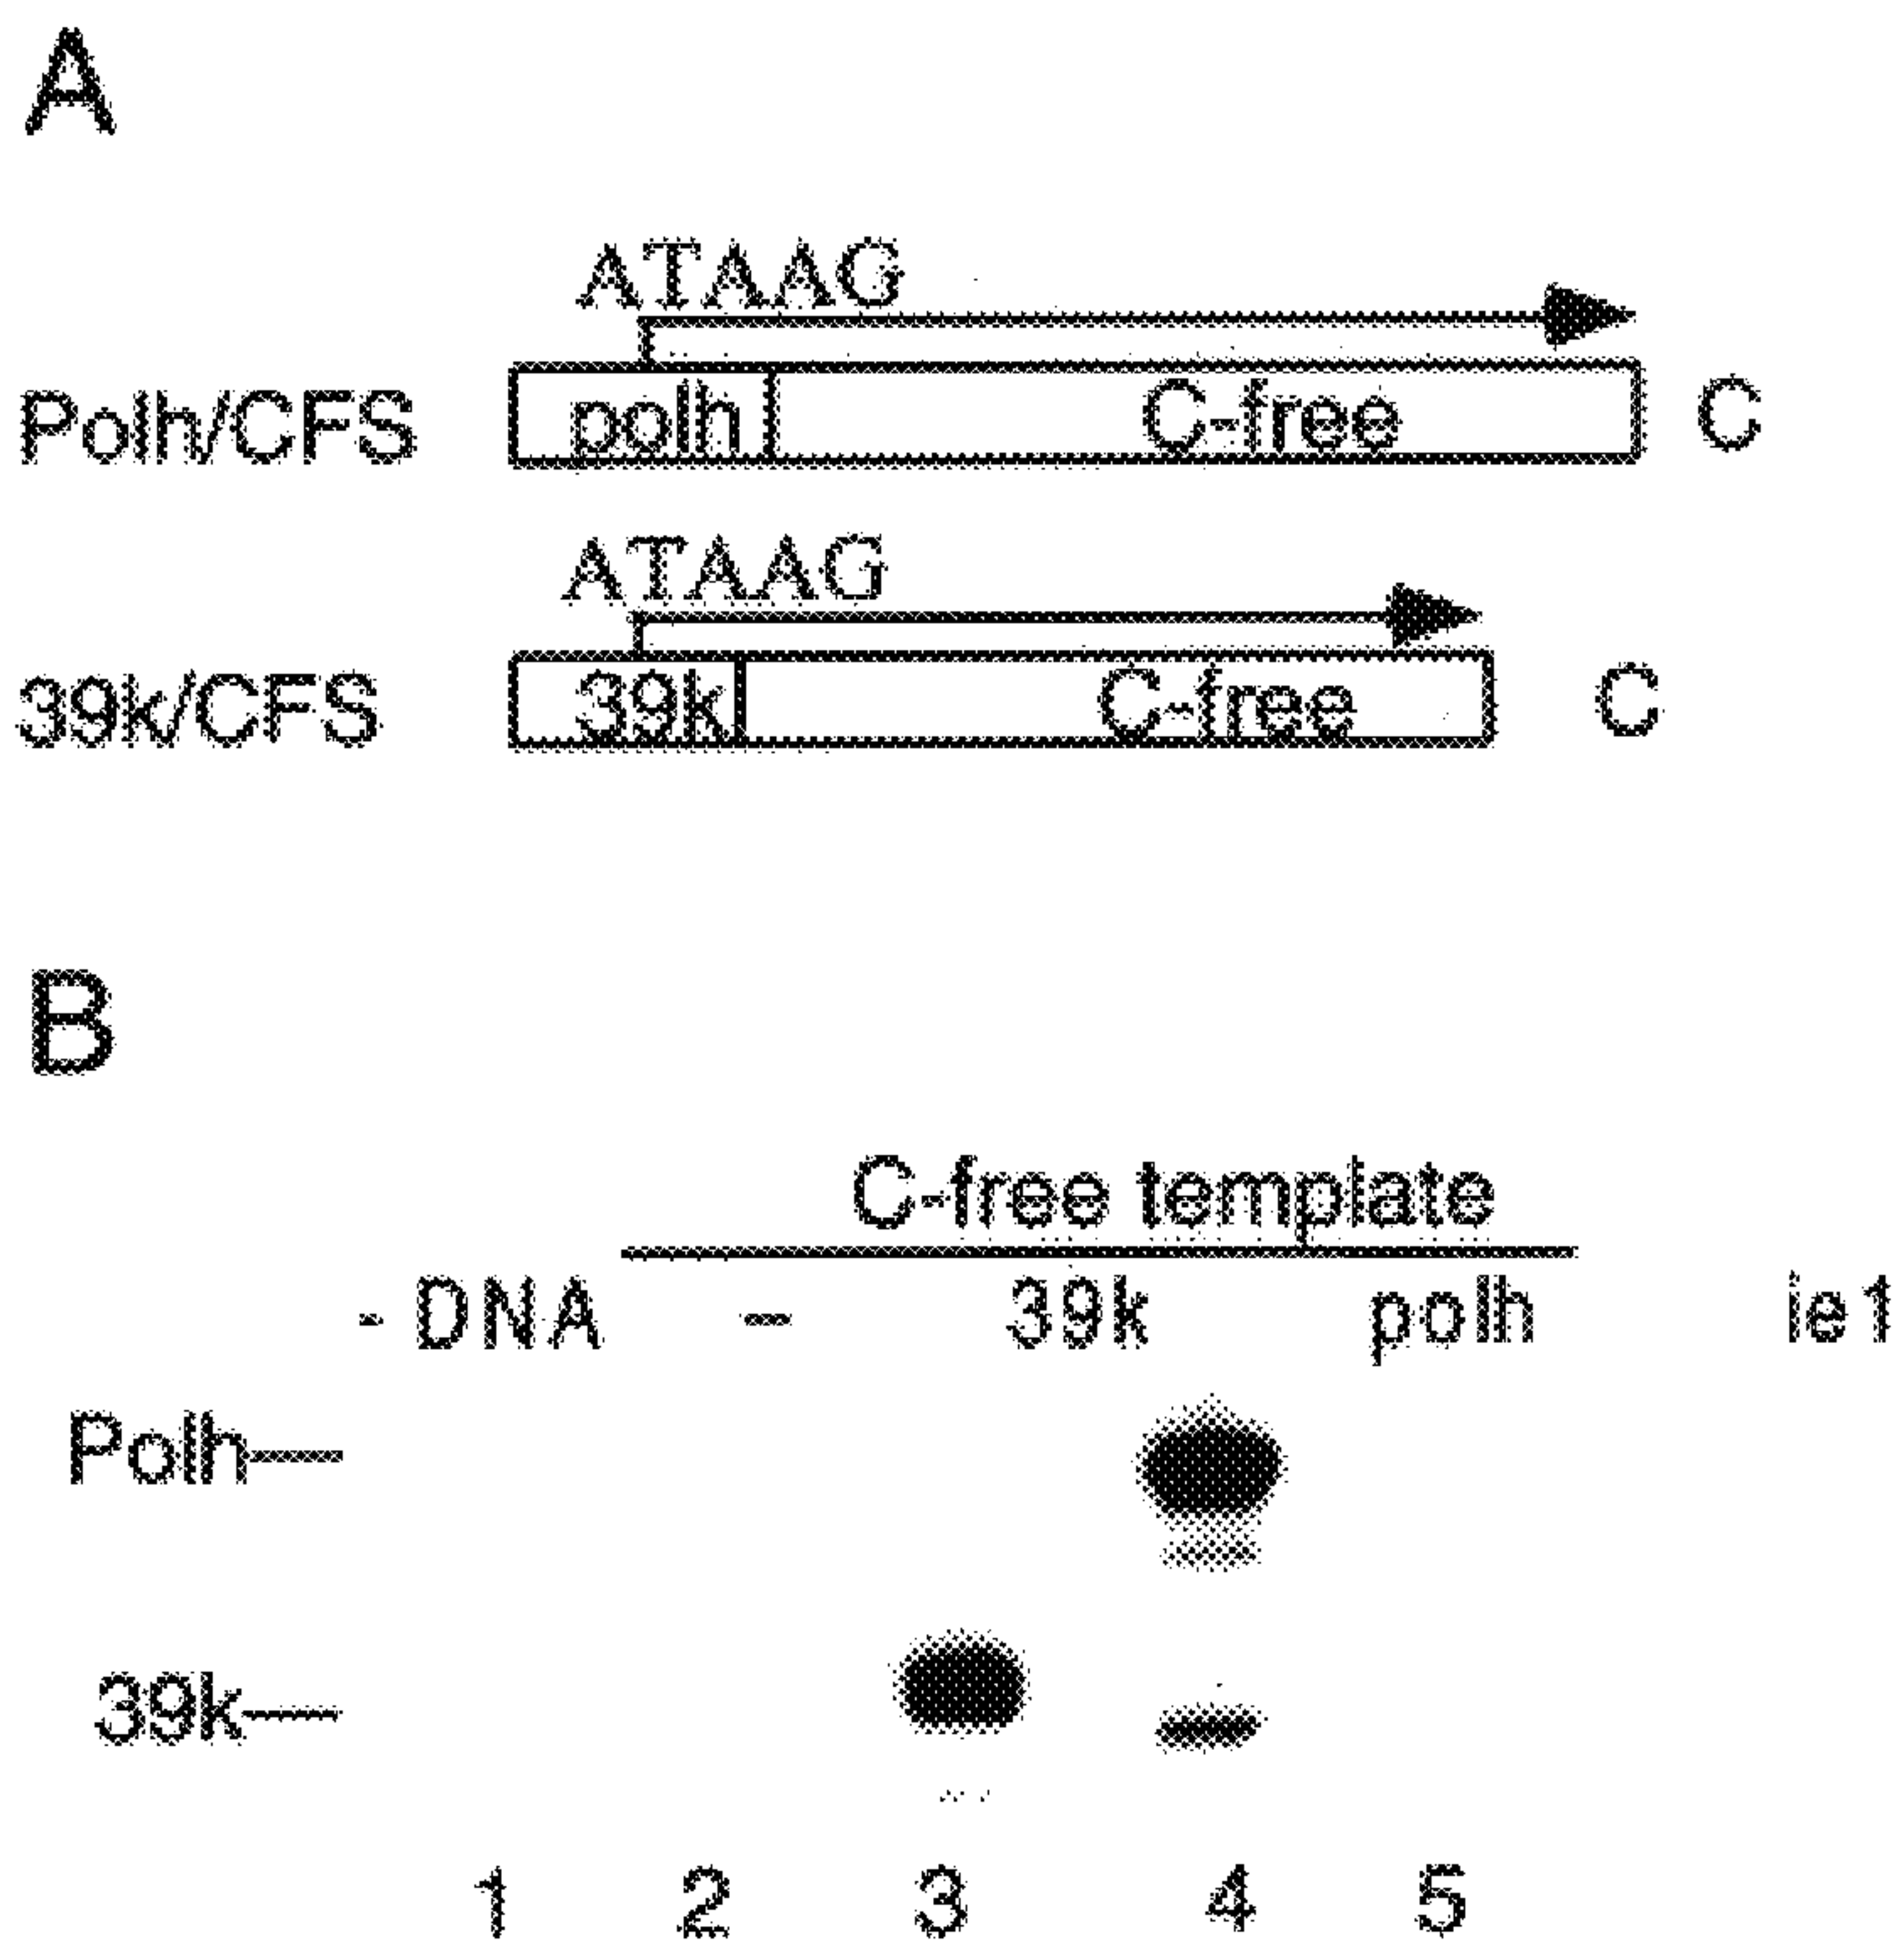 A
ATAAG
Polh/CFS polh C-free C
ATAAG
39k/CFS 39k C-free C
B
C-free template
- DNA – 39k polh ie1
Polh—
39k—
1 2 3 4 5